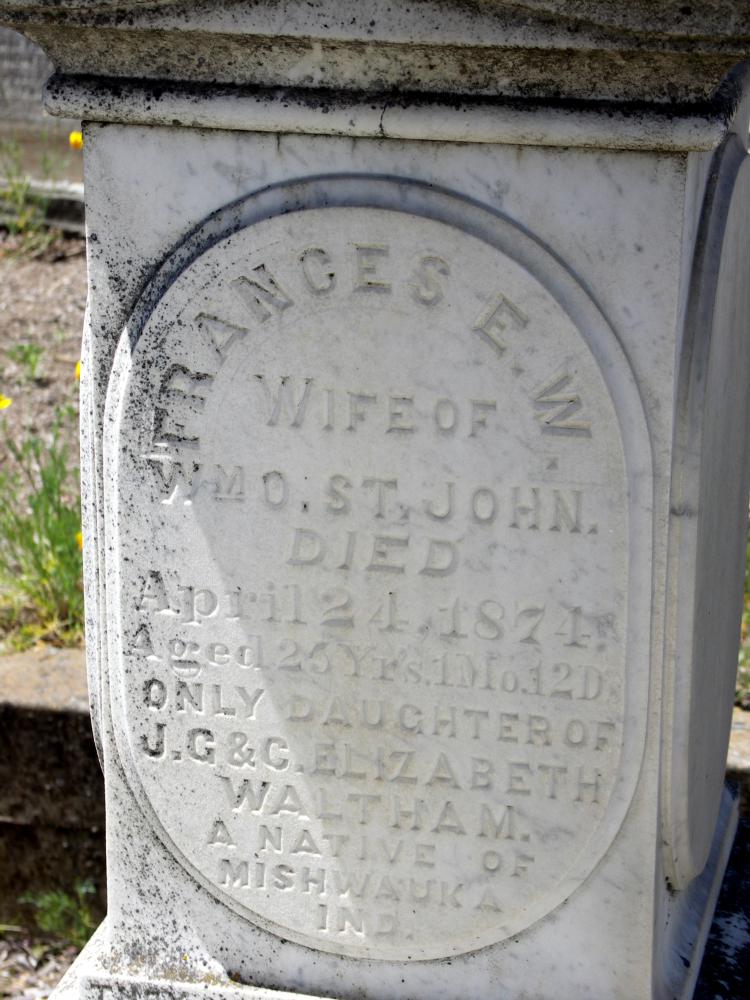 FRANCES E. W.
WIFE OF
WM O. ST. JOHN.
DIED
April 24, 1874.
Aged 25 Yr's. 1 Mo. 12 D.
ONLY DAUGHTER OF
J. G & C. ELIZABETH
WALTHAM.
A NATIVE OF
MISHWAUKA
IND.